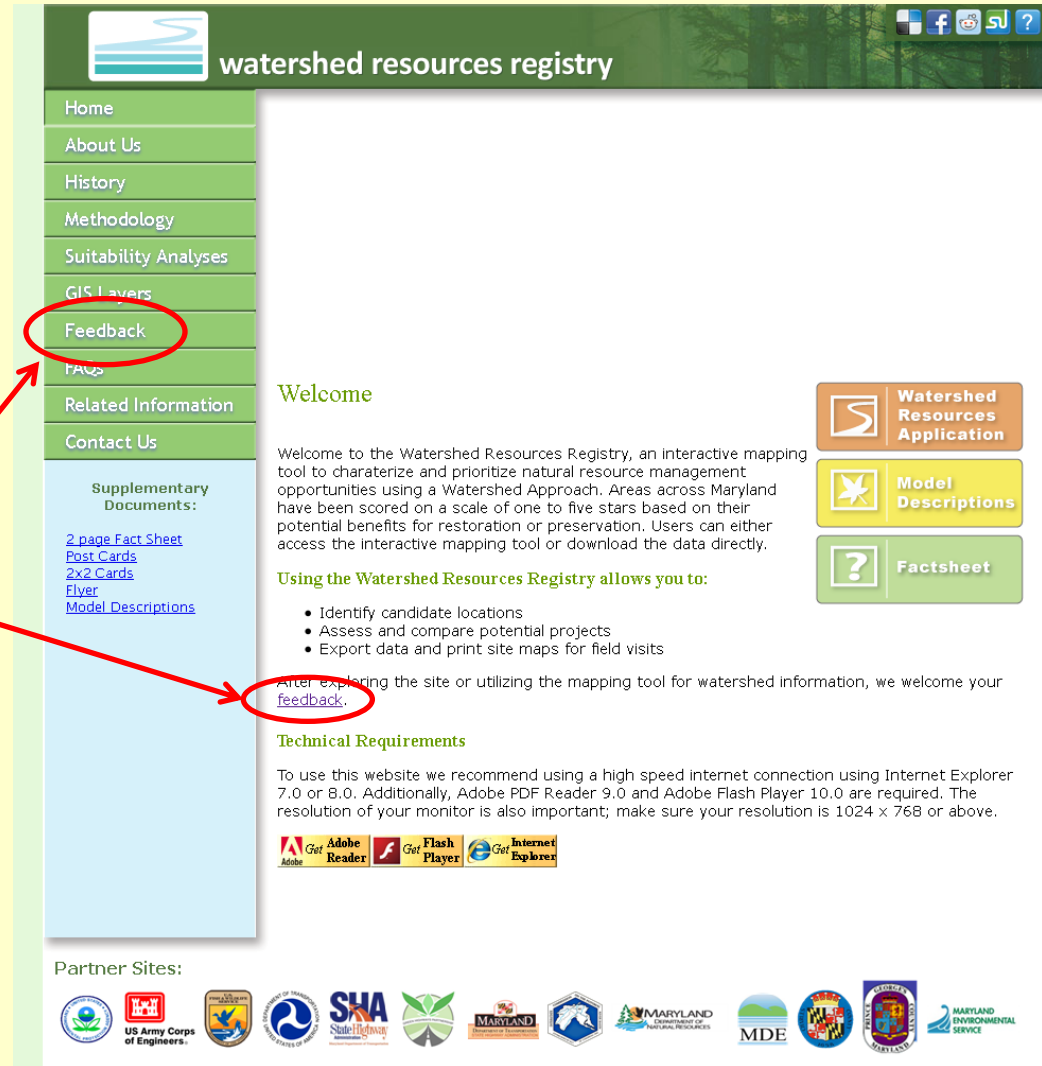 watershed resources registry
Home
About Us
History
Methodology
Suitability Analyses
GIS Layers
Feedback
FAQs
Related Information
Contact Us
Supplementary
Documents:
2 page Fact Sheet
Post Cards
2x2 Cards
Flyer
Model Descriptions
Welcome
Welcome to the Watershed Resources Registry, an interactive mapping
tool to charaterize and prioritize natural resource management
opportunities using a Watershed Approach. Areas across Maryland
have been scored on a scale of one to five stars based on their
potential benefits for restoration or preservation. Users can either
access the interactive mapping tool or download the data directly.
Watershed
Resources
Application
Model
Descriptions
? Factsheet
Using the Watershed Resources Registry allows you to:
• Identify candidate locations
• Assess and compare potential projects
• Export data and print site maps for field visits
After exploring the site or utilizing the mapping tool for watershed information, we welcome your
feedback.
Technical Requirements
To use this website we recommend using a high speed internet connection using Internet Explorer
7.0 or 8.0. Additionally, Adobe PDF Reader 9.0 and Adobe Flash Player 10.0 are required. The
resolution of your monitor is also important; make sure your resolution is 1024 x 768 or above.
Adobe Get Adobe Reader
Get Flash Player
Get Internet Explorer
Partner Sites:
US Army Corps
of Engineers.
SHA
State Highway
Administration
MARYLAND
MARYLAND
DEPARTMENT OF
NATURAL RESOURCES
MDE
PRINCE GEORGE'S COUNTY MARYLAND
MARYLAND
ENVIRONMENTAL
SERVICE